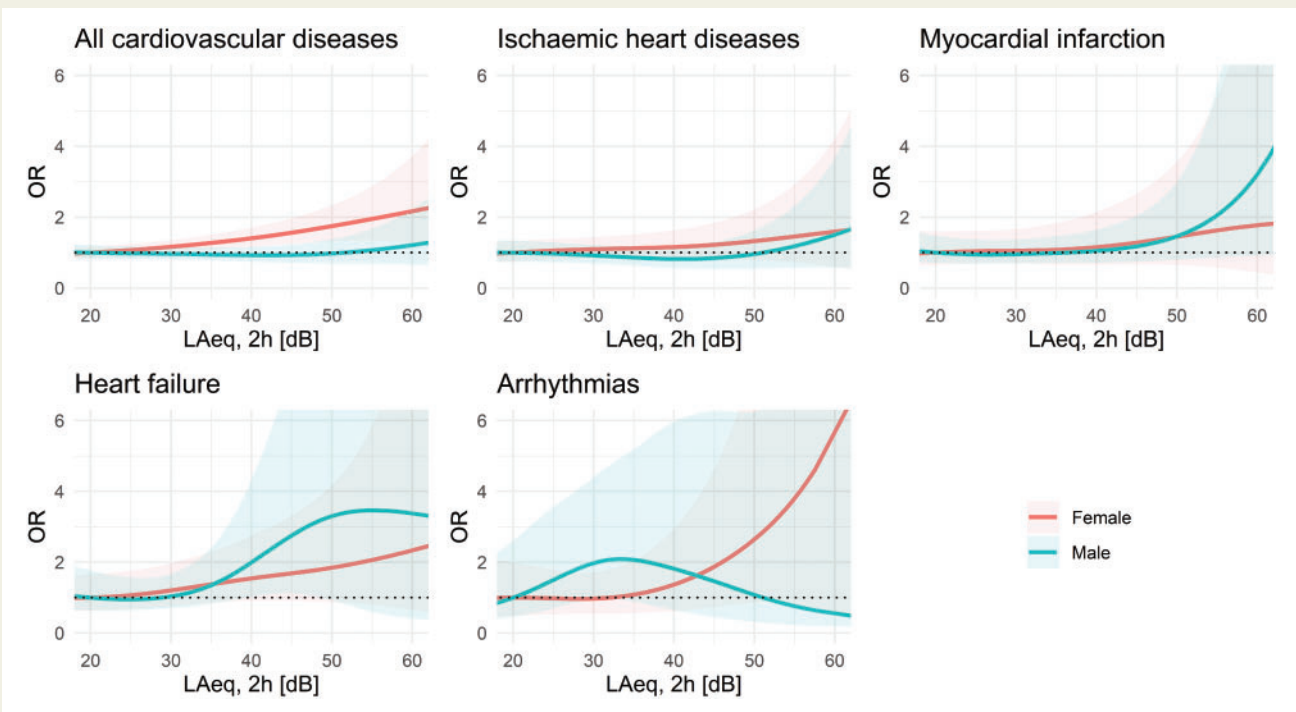 All cardiovascular diseases
6
4
2
0
OR
20 30 40 50 60
LAeq, 2h [dB]
Ischaemic heart diseases
6
4
2
0
OR
20 30 40 50 60
LAeq, 2h [dB]
Myocardial infarction
6
4
2
0
OR
20 30 40 50 60
LAeq, 2h [dB]
Heart failure
6
4
2
0
OR
20 30 40 50 60
LAeq, 2h [dB]
Arrhythmias
6
4
2
0
OR
20 30 40 50 60
LAeq, 2h [dB]
Female
Male